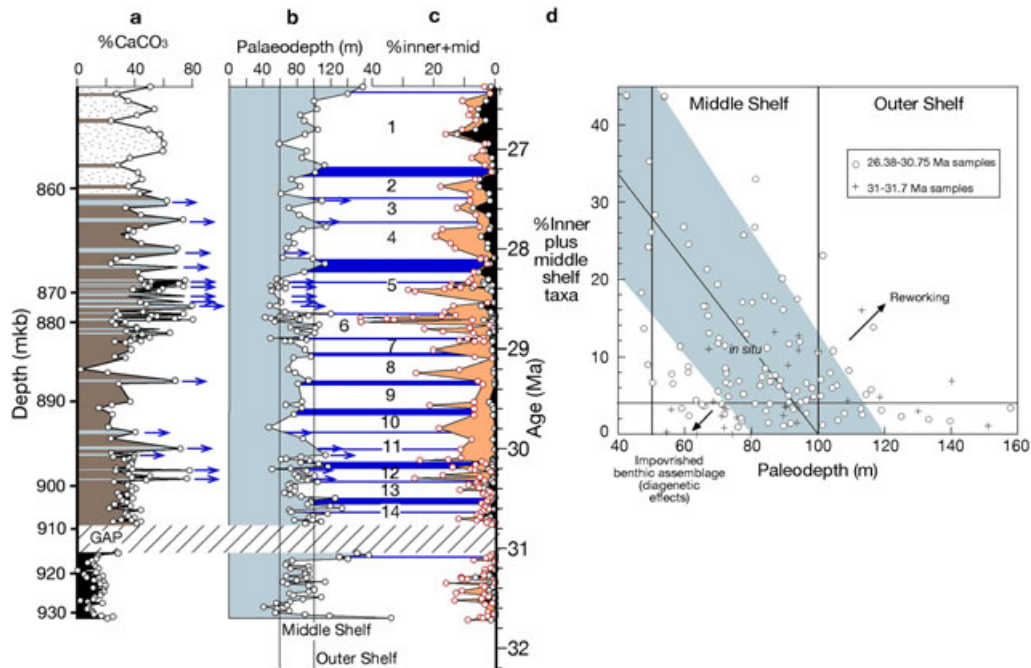 a
b
c
d
%CaCO3
Palaeodepth (m)
%inner+mid
0 40 80
0 40 60 80 100 40
20 0
Depth (mkb)
860
870
880
890
900
910
920
930
GAP
1
2
3
4
5
6
7
8
9
10
11
12
13
14
Middle Shelf
Outer Shelf
Age (Ma)
27
28
29
30
31
32
Middle Shelf
Outer Shelf
26.38-30.75 Ma samples
31-31.7 Ma samples
%Inner
plus
middle
shelf
taxa
40
30
20
10
0
Reworking
in situ
40 60 80 100 120 140 160
Impovrished
benthic assemblage
(diagenetic
effects)
Paleodepth (m)